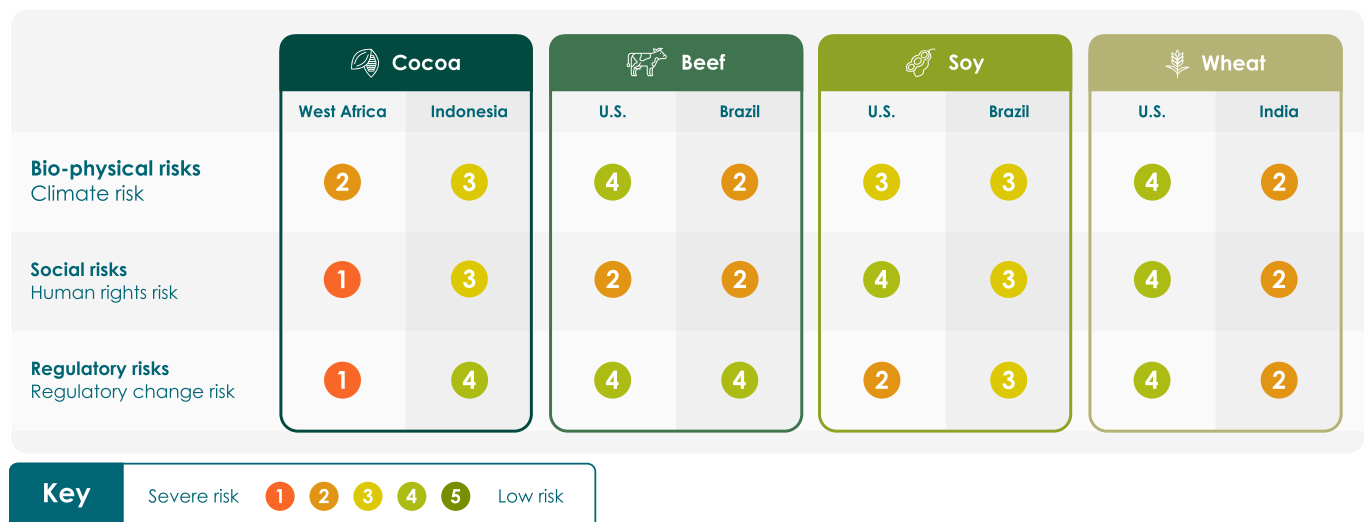 Cocoa Beef Soy Wheat
West Africa Indonesia U.S. Brazil U.S. Brazil U.S. India
Bio-physical risks
Climate risk
2 3 4 2 3 3 4 2
Social risks
Human rights risk
1 3 2 2 4 3 4 2
Regulatory risks
Regulatory change risk
1 4 4 4 2 3 4 2
Key Severe risk 1 2 3 4 5 Low risk